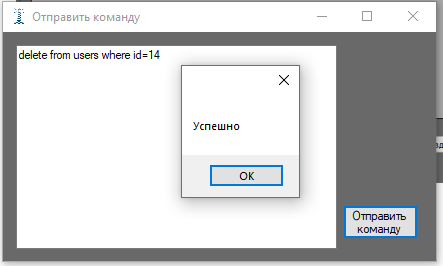 Отправить команду
delete from users where id=14
Успешно
OK
Отправить
команду